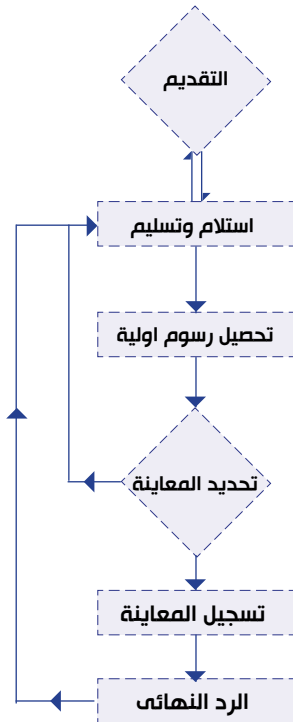 التقديم
استلام وتسليم
تحصيل رسوم اولية
تحديد المعاينة
تسجيل المعاينة
الرد النهائى